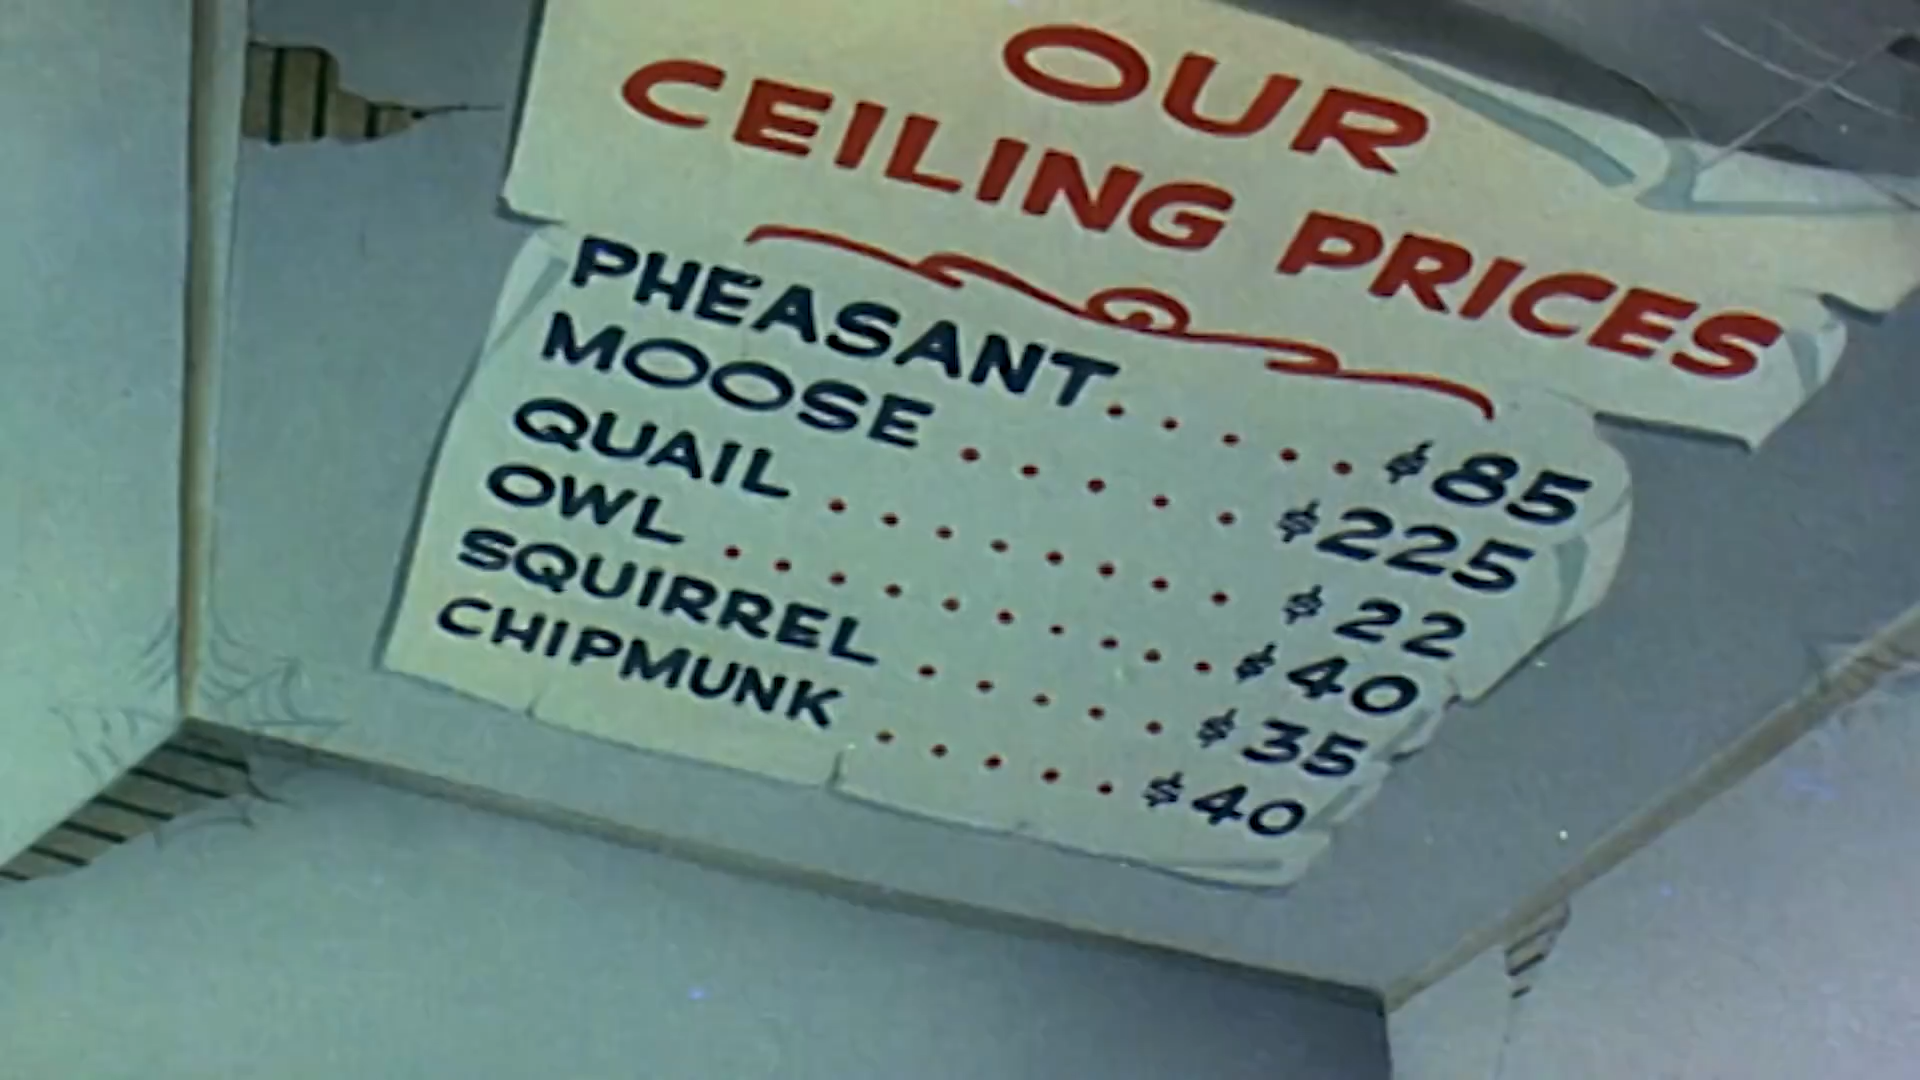 OUR
CEILING PRICES
PHEASANT.....$85
MOOSE.....$225
QUAIL........$22
OWL.........$40
SQUIRREL.....$35
CHIPMUNK.....$40